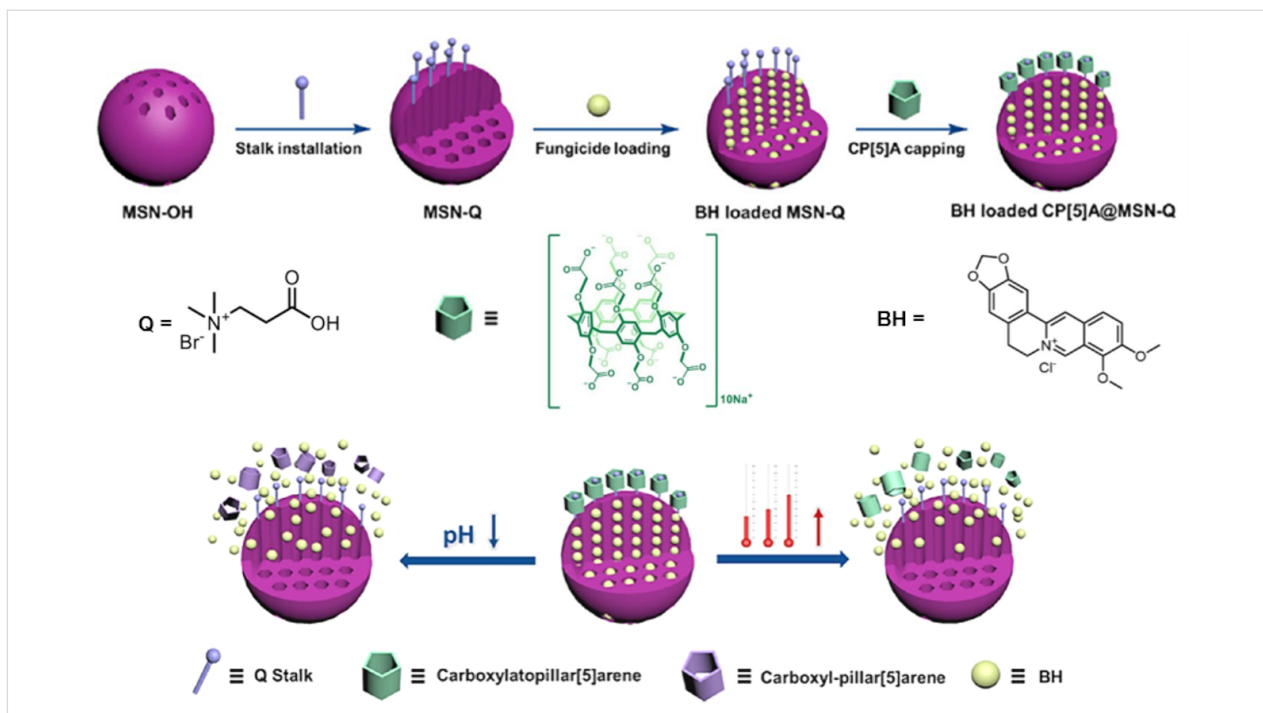 Stalk installation
Fungicide loading
CP[5]A capping
MSN-OH
MSN-Q
BH loaded MSN-Q
BH loaded CP[5]A@MSN-Q
Q =
N+
Br-
O
OH
≡
O-
O
O
-O
O
O
-O
O
O
O-
O
O
O-
O
O
O
O
O-
O
O
O-
O
-O
O
-O
O
O-
O
O-
10Na+
BH =
O
O
N+
Cl-
O
O
pH
≡ Q Stalk
≡ Carboxylatopillar[5]arene
≡ Carboxyl-pillar[5]arene
≡ BH